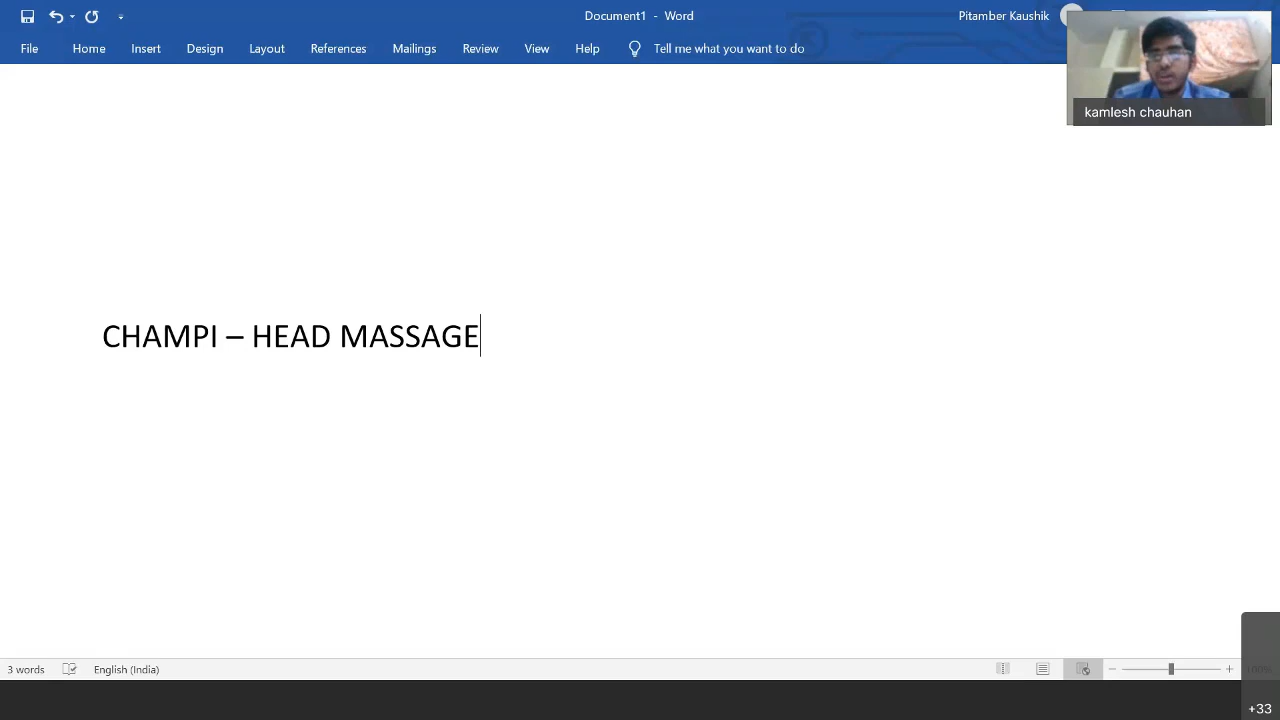 Document1 - Word
Pitamber Kaushik
File Home Insert Design Layout References Mailings Review View Help Tell me what you want to do
kamlesh chauhan
CHAMPI – HEAD MASSAGE
3 words English (India)
+33